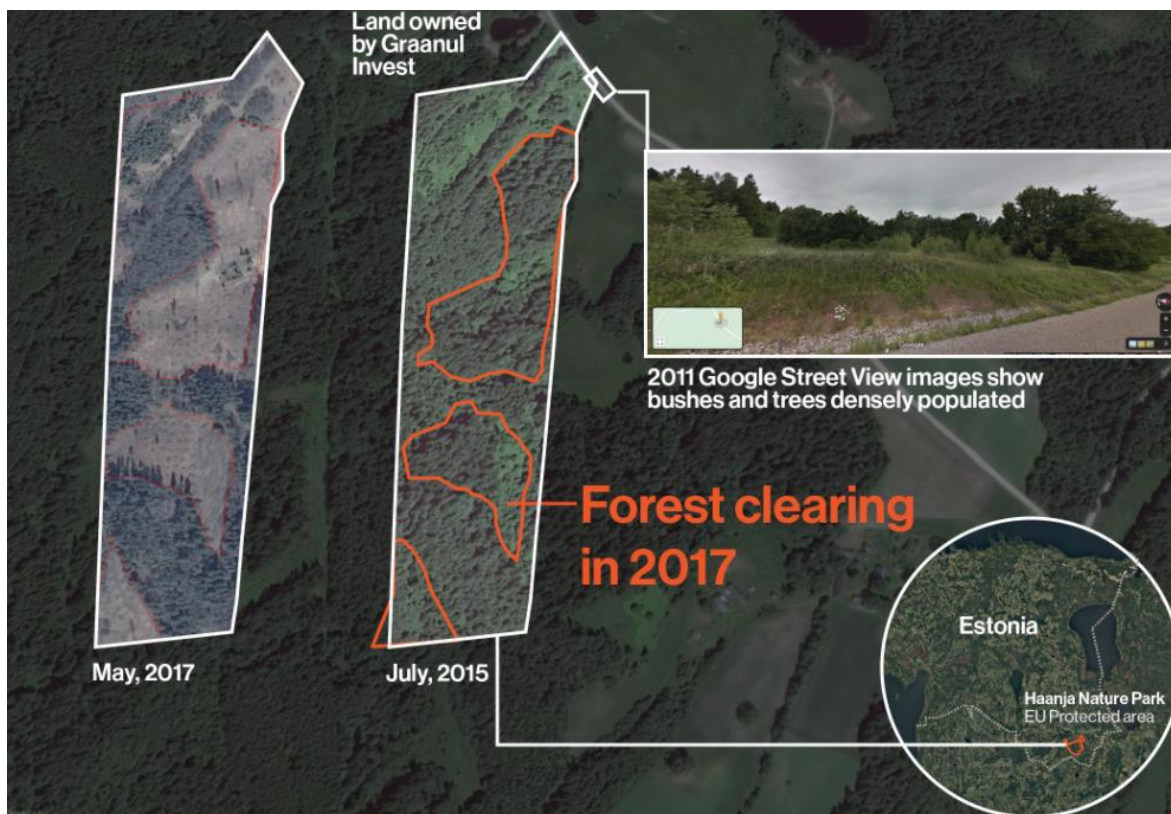 Land owned
by Graanul
Invest
Google
2011 Google Street View images show
bushes and trees densely populated
Forest clearing
in 2017
Estonia
Haanja Nature Park
EU Protected area
May, 2017
July, 2015